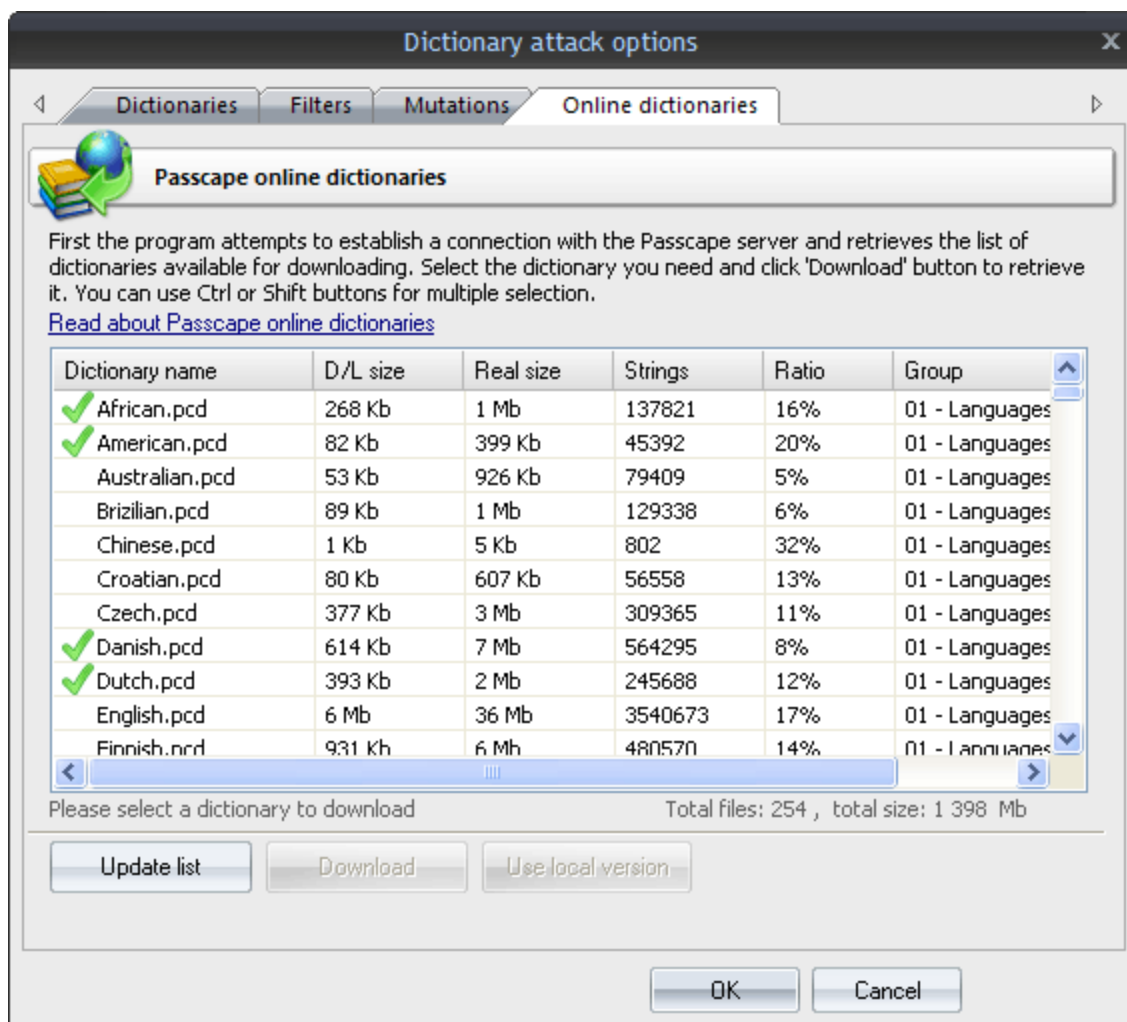 Dictionary attack options
Dictionaries Filters Mutations Online dictionaries
Passcape online dictionaries
First the program attempts to establish a connection with the Passcape server and retrieves the list of
dictionaries available for downloading. Select the dictionary you need and click 'Download' button to retrieve
it. You can use Ctrl or Shift buttons for multiple selection.
Read about Passcape online dictionaries
Dictionary name D/L size Real size Strings Ratio Group
African.pcd 268 Kb 1 Mb 137821 16% 01 - Languages
American.pcd 82 Kb 399 Kb 45392 20% 01 - Languages
Australian.pcd 53 Kb 926 Kb 79409 5% 01 - Languages
Brizilian.pcd 89 Kb 1 Mb 129338 6% 01 - Languages
Chinese.pcd 1 Kb 5 Kb 802 32% 01 - Languages
Croatian.pcd 80 Kb 607 Kb 56558 13% 01 - Languages
Czech.pcd 377 Kb 3 Mb 309365 11% 01 - Languages
Danish.pcd 614 Kb 7 Mb 564295 8% 01 - Languages
Dutch.pcd 393 Kb 2 Mb 245688 12% 01 - Languages
English.pcd 6 Mb 36 Mb 3540673 17% 01 - Languages
Finnish.pcd 931 Kb 6 Mb 480570 14% 01 - Languages
Please select a dictionary to download Total files: 254 , total size: 1 398 Mb
Update list Download Use local version
OK Cancel